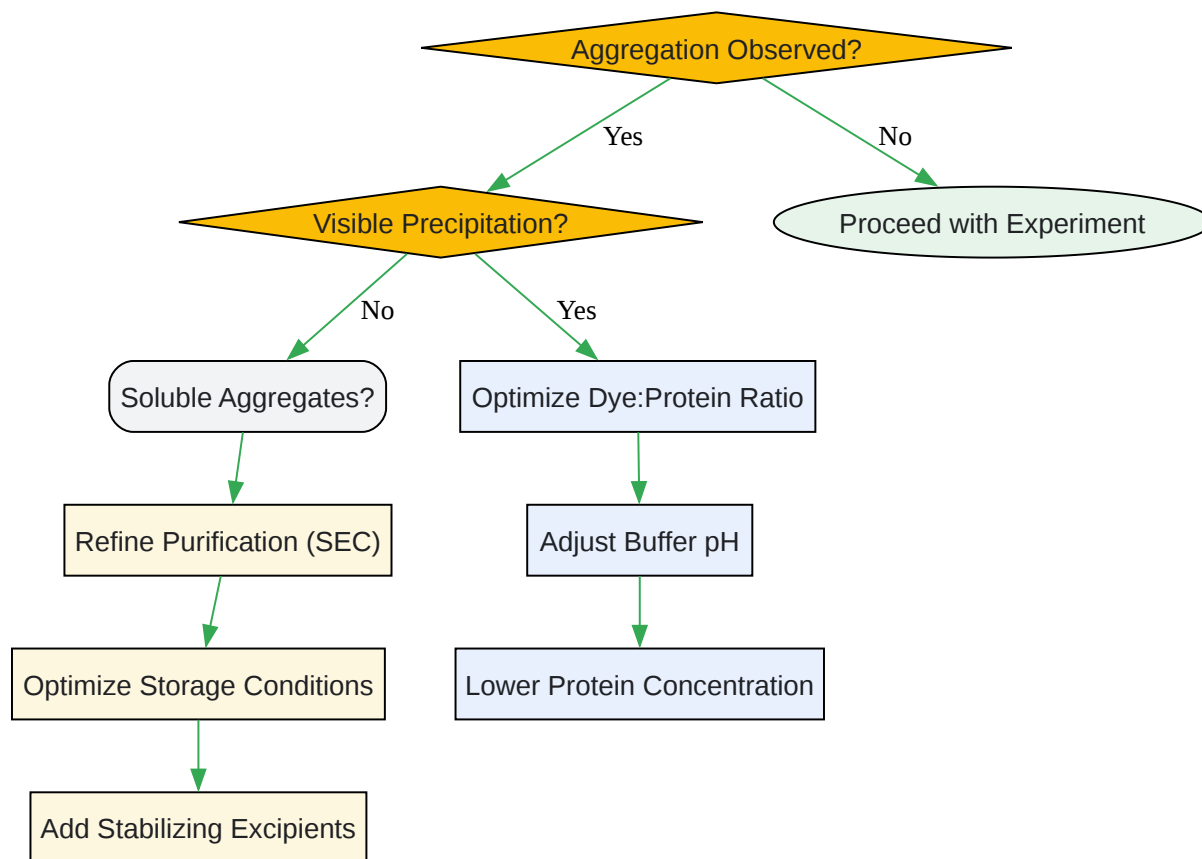 Aggregation Observed?
Yes
No
Visible Precipitation?
Proceed with Experiment
No
Yes
Soluble Aggregates?
Optimize Dye:Protein Ratio
Refine Purification (SEC)
Adjust Buffer pH
Optimize Storage Conditions
Lower Protein Concentration
Add Stabilizing Excipients